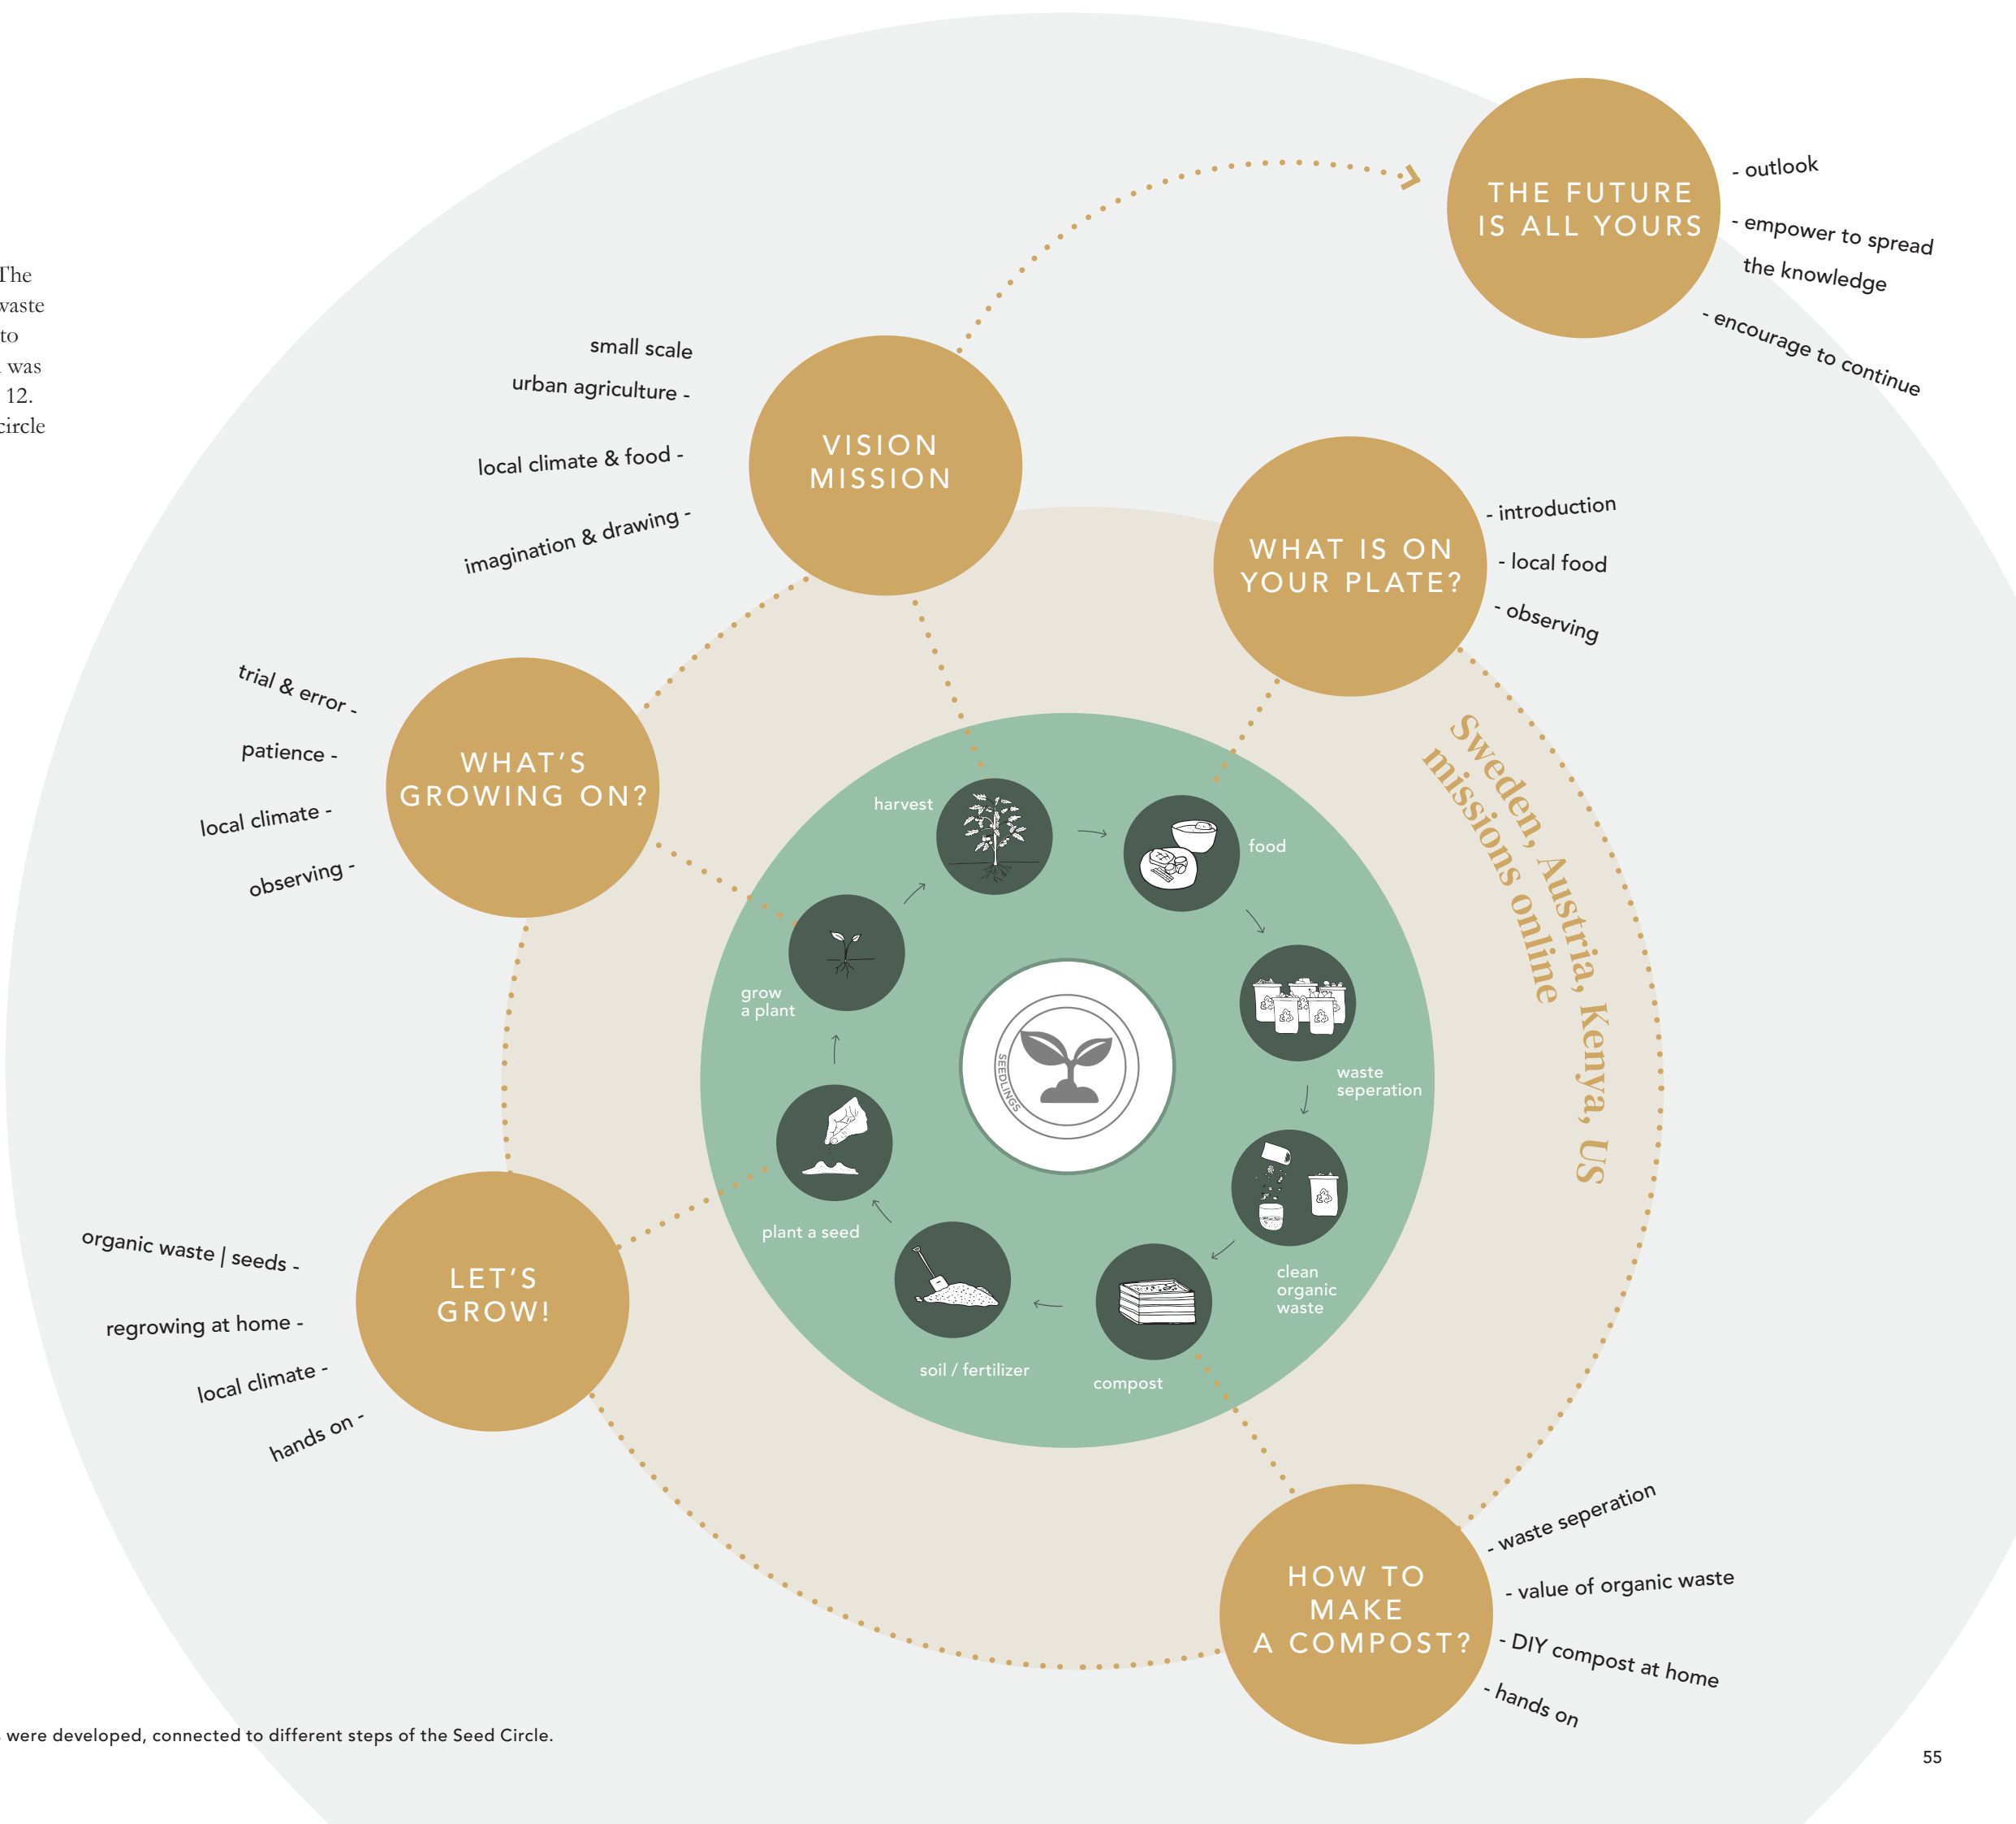 The
waste
to
was
12.
circle
THE FUTURE
IS ALL YOURS
- outlook
- empower to spread
the knowledge
- encourage to continue
small scale
urban agriculture -
local climate & food -
imagination & drawing -
VISION
MISSION
WHAT IS ON
YOUR PLATE?
- introduction
- local food
- observing
trial & error -
patience -
local climate -
observing -
WHAT'S
GROWING ON?
Sweden, Austria, Kenya, US
missions online
harvest
food
grow
a plant
waste
seperation
SEEDLINGS
plant a seed
clean
organic
waste
soil / fertilizer
compost
organic waste | seeds -
regrowing at home -
local climate -
hands on -
LET'S
GROW!
HOW TO
MAKE
A COMPOST?
- waste seperation
- value of organic waste
- DIY compost at home
- hands on
were developed, connected to different steps of the Seed Circle.
55